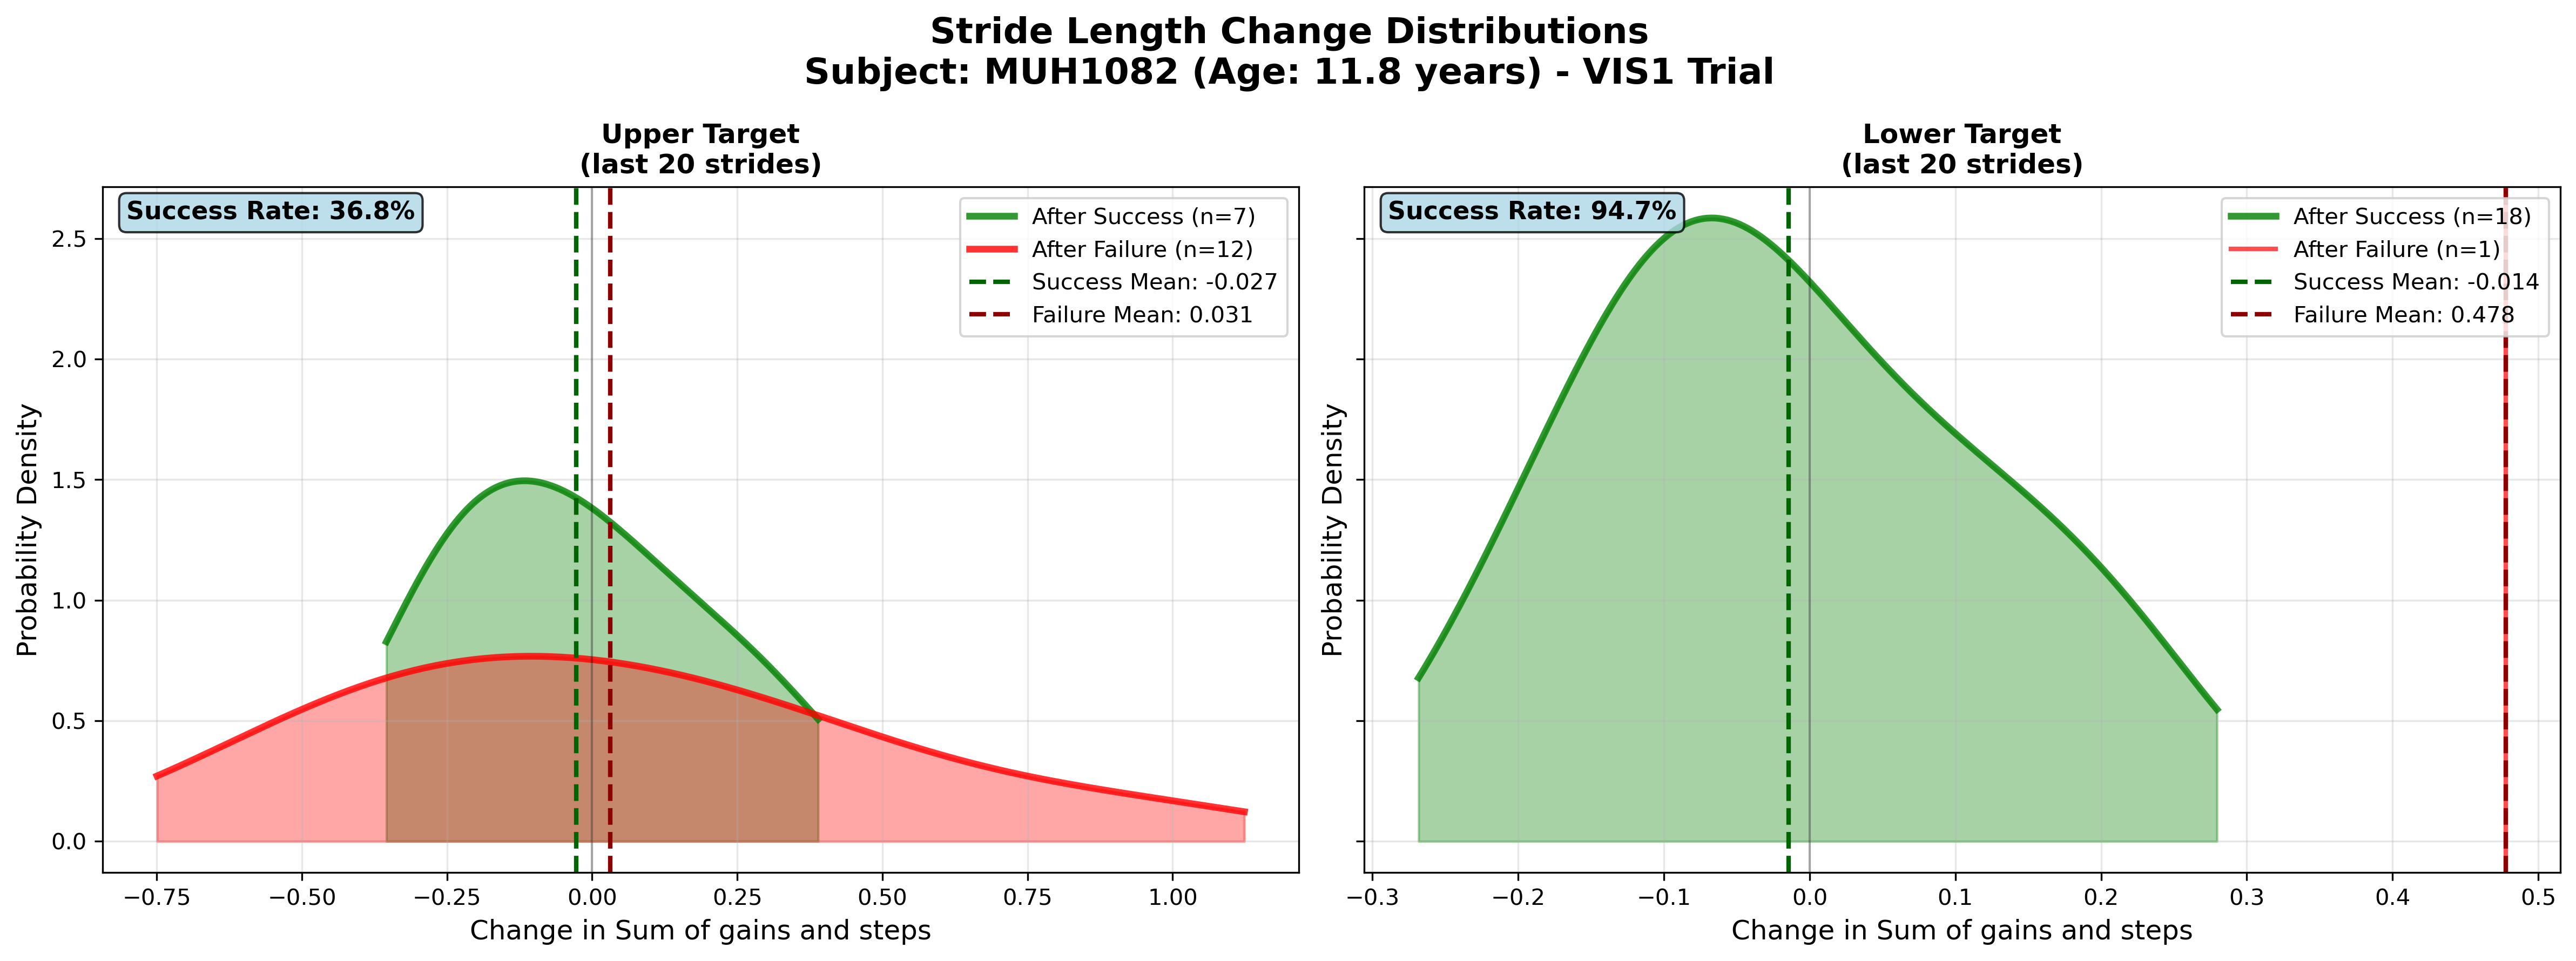 Stride Length Change Distributions
Subject: MUH1082 (Age: 11.8 years) - VIS1 Trial
Upper Target
(last 20 strides)
Success Rate: 36.8%
After Success (n=7)
After Failure (n=12)
Success Mean: -0.027
Failure Mean: 0.031
Probability Density
2.5
2.0
1.5
1.0
0.5
0.0
−0.75 −0.50 −0.25 0.00 0.25 0.50 0.75 1.00
Change in Sum of gains and steps
Lower Target
(last 20 strides)
Success Rate: 94.7%
After Success (n=18)
After Failure (n=1)
Success Mean: -0.014
Failure Mean: 0.478
Probability Density
−0.3 −0.2 −0.1 0.0 0.1 0.2 0.3 0.4 0.5
Change in Sum of gains and steps